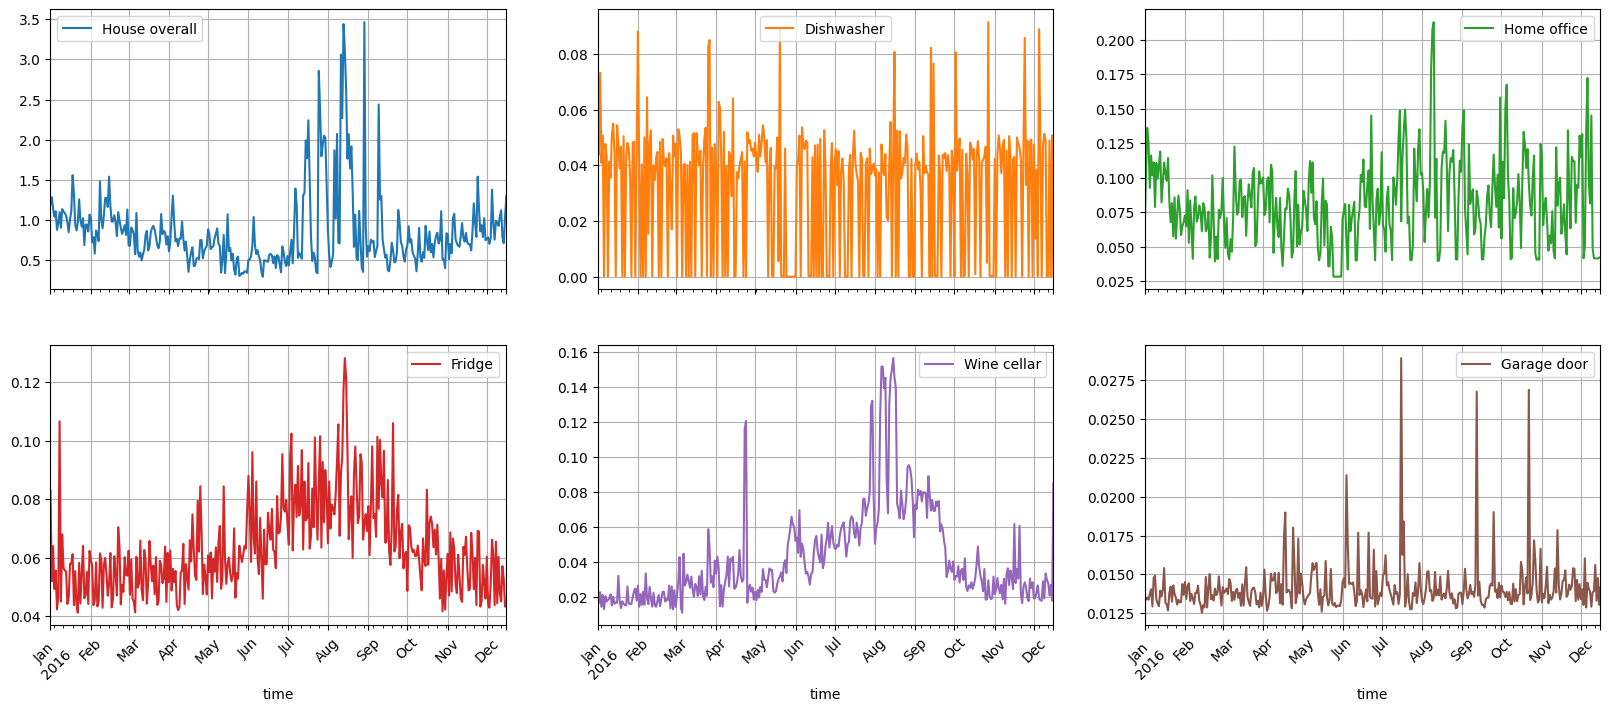 House overall
3.5
3.0
2.5
2.0
1.5
1.0
0.5
Dishwasher
0.08
0.06
0.04
0.02
0.00
Home office
0.200
0.175
0.150
0.125
0.100
0.075
0.050
0.025
Fridge
0.12
0.10
0.08
0.06
0.04
Jan
2016
Feb
Mar
Apr
May
Jun
Jul
Aug
Sep
Oct
Nov
Dec
time
Wine cellar
0.16
0.14
0.12
0.10
0.08
0.06
0.04
0.02
Jan
2016
Feb
Mar
Apr
May
Jun
Jul
Aug
Sep
Oct
Nov
Dec
time
Garage door
0.0275
0.0250
0.0225
0.0200
0.0175
0.0150
0.0125
Jan
2016
Feb
Mar
Apr
May
Jun
Jul
Aug
Sep
Oct
Nov
Dec
time